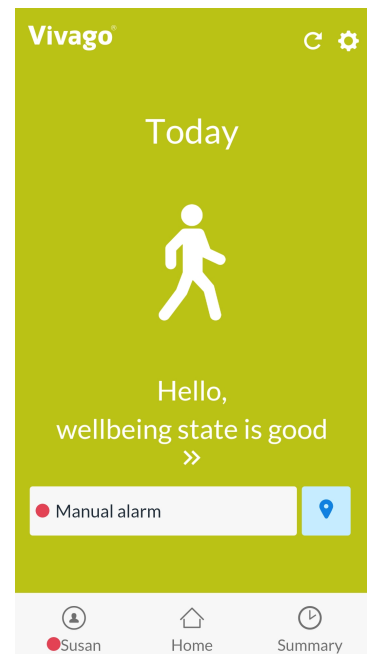 Vivago®
Today
Hello,
wellbeing state is good
Manual alarm
Susan
Home
Summary